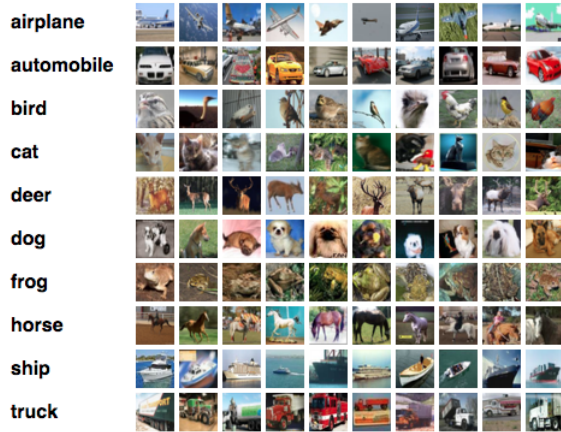 airplane
automobile
bird
cat
deer
dog
frog
horse
ship
truck